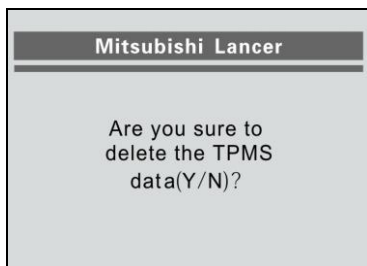 Mitsubishi Lancer
Are you sure to
delete the TPMS
data(Y/N)?